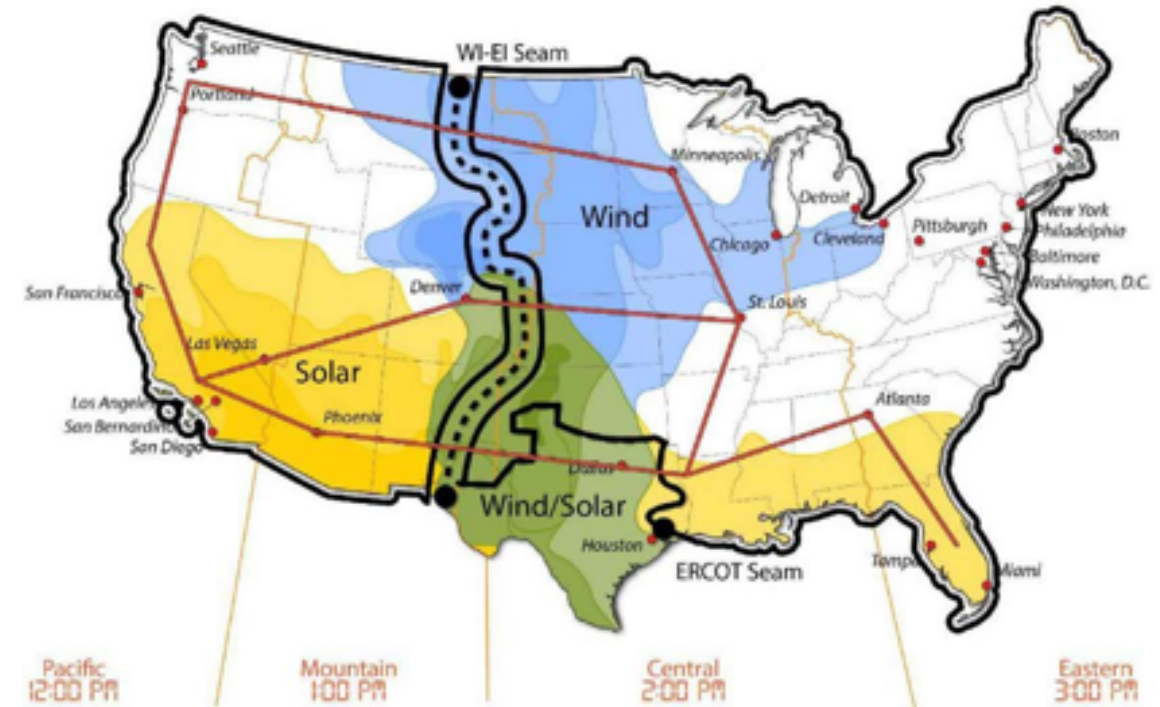 WI-EI Seam
Seattle
Portland
Minneapolis
Boston
Detroit
New York
Wind
Pittsburgh
Philadelphia
Chicago
Cleveland
Baltimore
Washington, D.C.
San Francisco
Denver
St. Louis
Las Vegas
Solar
Los Angeles
Atlanta
Phoenix
San Bernardino
San Diego
Dallas
Wind/Solar
Houston
ERCOT Seam
Tampa
Miami
Pacific
12:00 PM
Mountain
1:00 PM
Central
2:00 PM
Eastern
3:00 PM